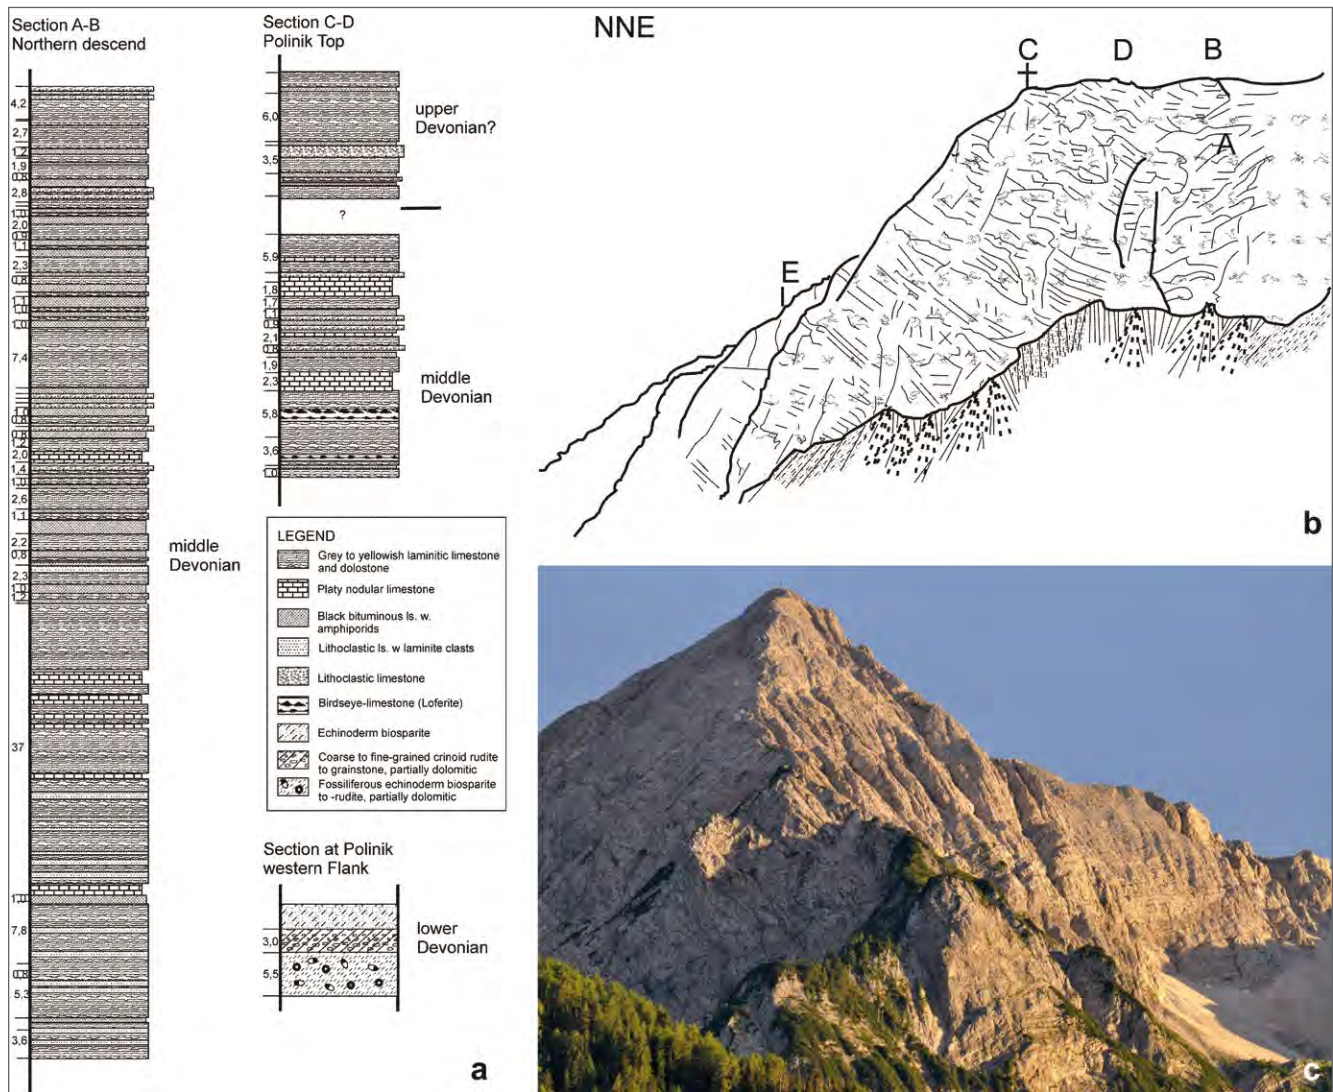 Section A-B
Northern descend
4,2
2,7
1,2
1,9
0,8
2,8
1,0
2,0
0,9
1,1
2,3
0,8
1,1
1,0
1,0
7,4
1,0
0,8
0,8
1,2
2,0
1,4
1,0
2,6
1,1
2,2
0,8
2,3
1,0
1,2
37
1,0
7,8
0,8
5,3
3,6
middle
Devonian
Section C-D
Polinik Top
6,0
3,5
upper
Devonian?
?
5,9
1,8
1,7
1,1
0,9
2,1
0,8
1,9
2,3
5,8
3,6
1,0
middle
Devonian
LEGEND
Grey to yellowish laminitic limestone
and dolostone
Platy nodular limestone
Black bituminous ls. w.
amphiporids
Lithoclastic ls. w laminite clasts
Lithoclastic limestone
Birdseye-limestone (Loferite)
Echinoderm biosparite
Coarse to fine-grained crinoid rudite
to grainstone, partially dolomitic
Fossiliferous echinoderm biosparite
to -rudite, partially dolomitic
Section at Polinik
western Flank
3,0
5,5
lower
Devonian
a
NNE
C
D
B
A
E
b
c